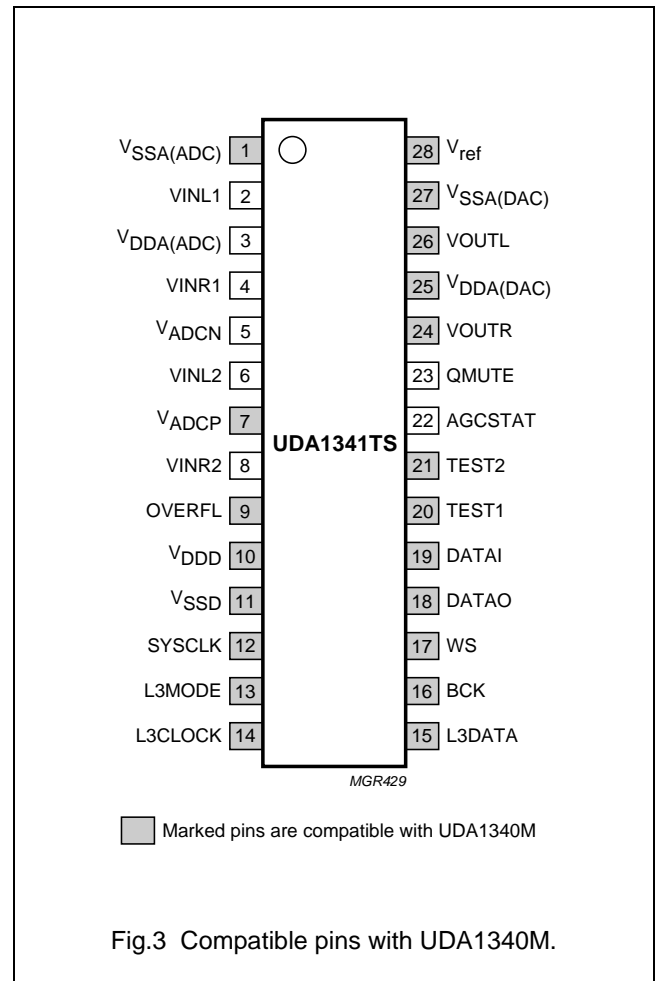 VSSA(ADC) 1
VINL1 2
VDDA(ADC) 3
VINR1 4
VADCN 5
VINL2 6
VADCP 7
VINR2 8
OVERFL 9
VDDD 10
VSSD 11
SYSCLK 12
L3MODE 13
L3CLOCK 14
UDA1341TS
28 Vref
27 VSSA(DAC)
26 VOUTL
25 VDDA(DAC)
24 VOUTR
23 QMUTE
22 AGCSTAT
21 TEST2
20 TEST1
19 DATAI
18 DATAO
17 WS
16 BCK
15 L3DATA
MGR429
Marked pins are compatible with UDA1340M
Fig.3 Compatible pins with UDA1340M.